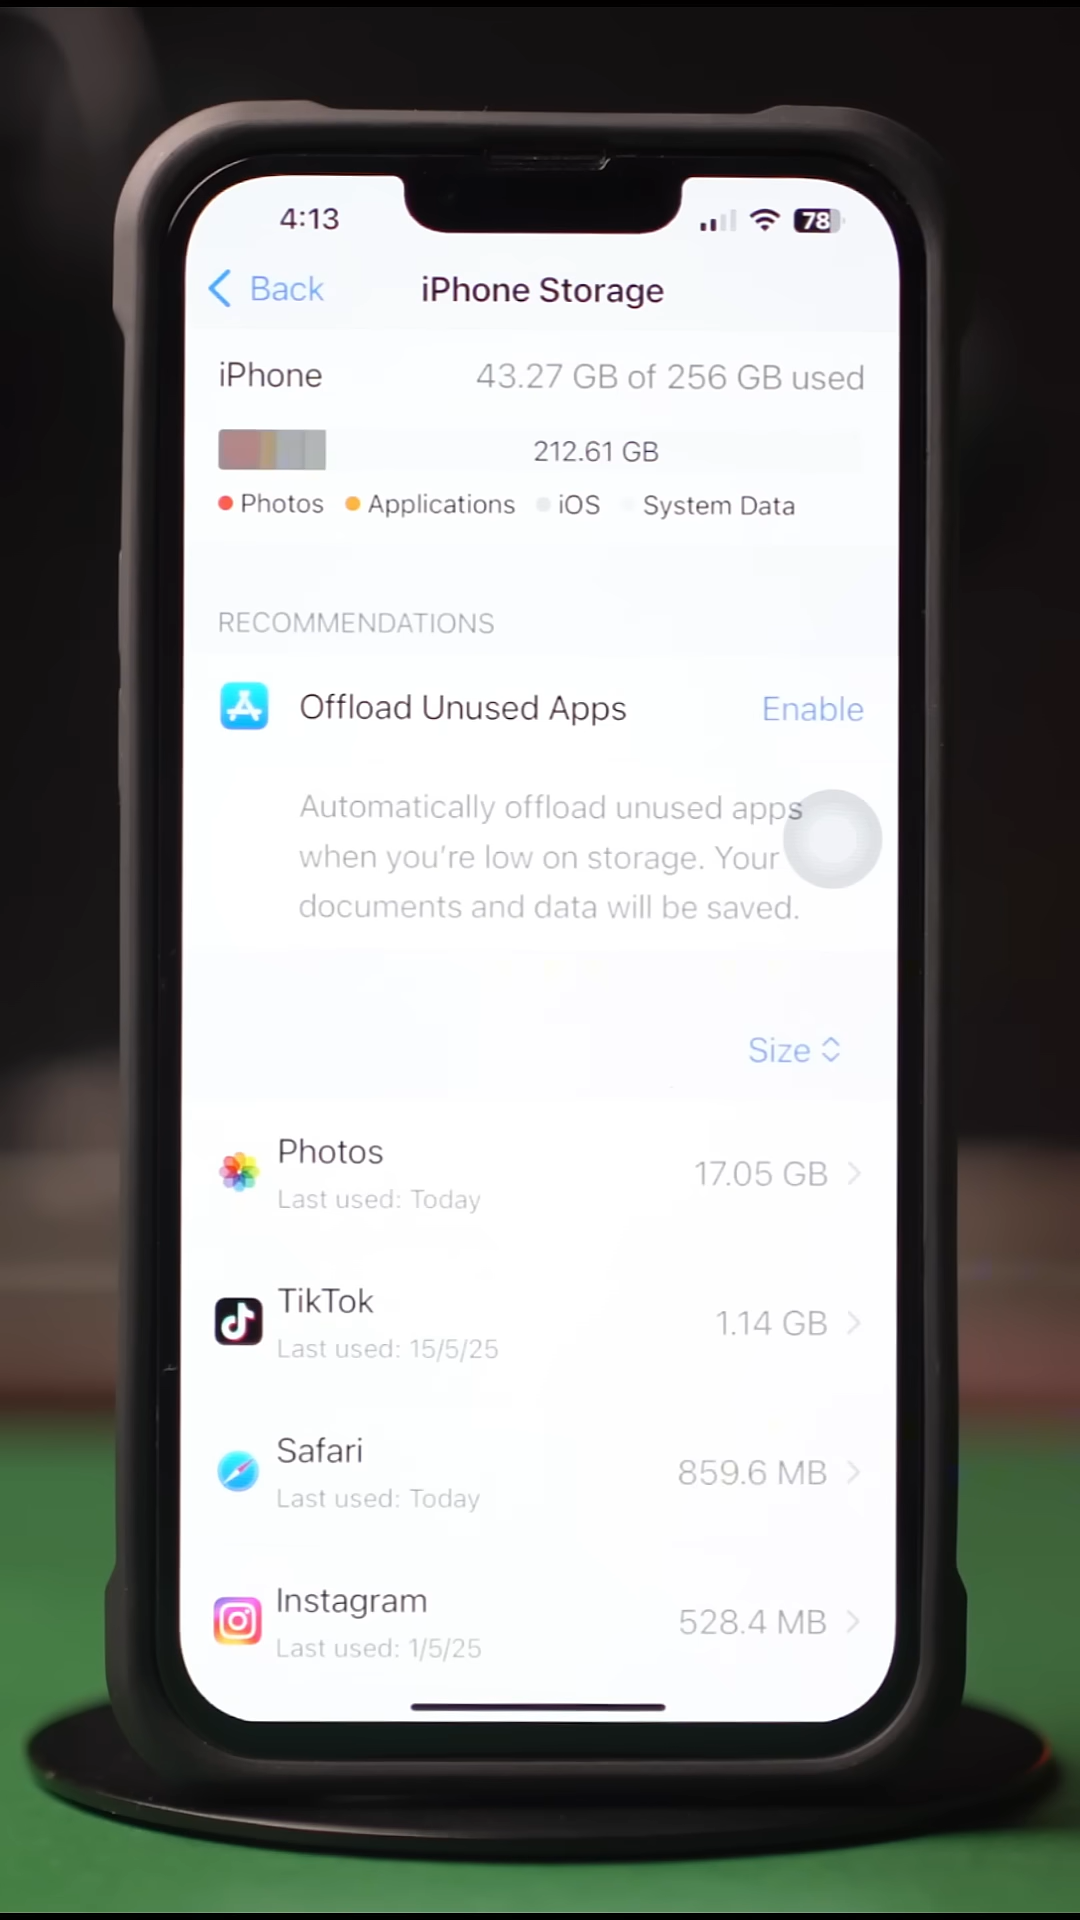 4:13
78
Back
iPhone Storage
iPhone
43.27 GB of 256 GB used
212.61 GB
Photos
Applications
iOS
System Data
RECOMMENDATIONS
Offload Unused Apps
Enable
Automatically offload unused apps
when you're low on storage. Your
documents and data will be saved.
Size
Photos
Last used: Today
17.05 GB
TikTok
Last used: 15/5/25
1.14 GB
Safari
Last used: Today
859.6 MB
Instagram
Last used: 1/5/25
528.4 MB